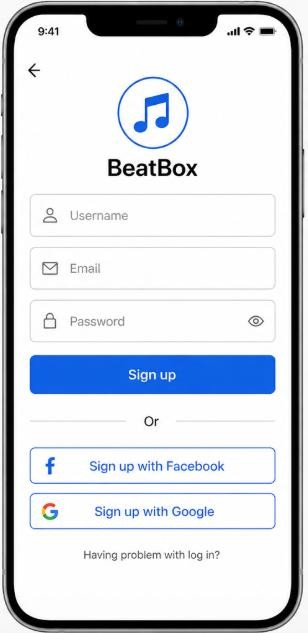 9:41
BeatBox
Username
Email
Password
Sign up
Or
Sign up with Facebook
Sign up with Google
Having problem with log in?